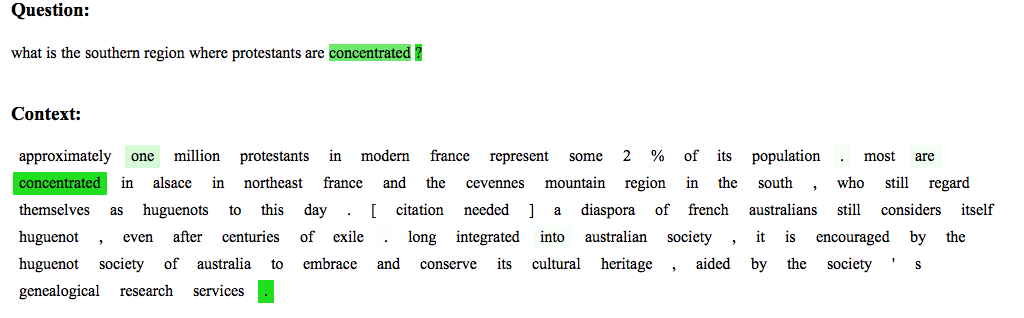 Question:
what is the southern region where protestants are concentrated ?
Context:
approximately one million protestants in modern france represent some 2 % of its population . most are
concentrated in alsace in northeast france and the cevennes mountain region in the south , who still regard
themselves as huguenots to this day . [ citation needed ] a diaspora of french australians still considers itself
huguenot , even after centuries of exile . long integrated into australian society , it is encouraged by the
huguenot society of australia to embrace and conserve its cultural heritage , aided by the society ' s
genealogical research services .